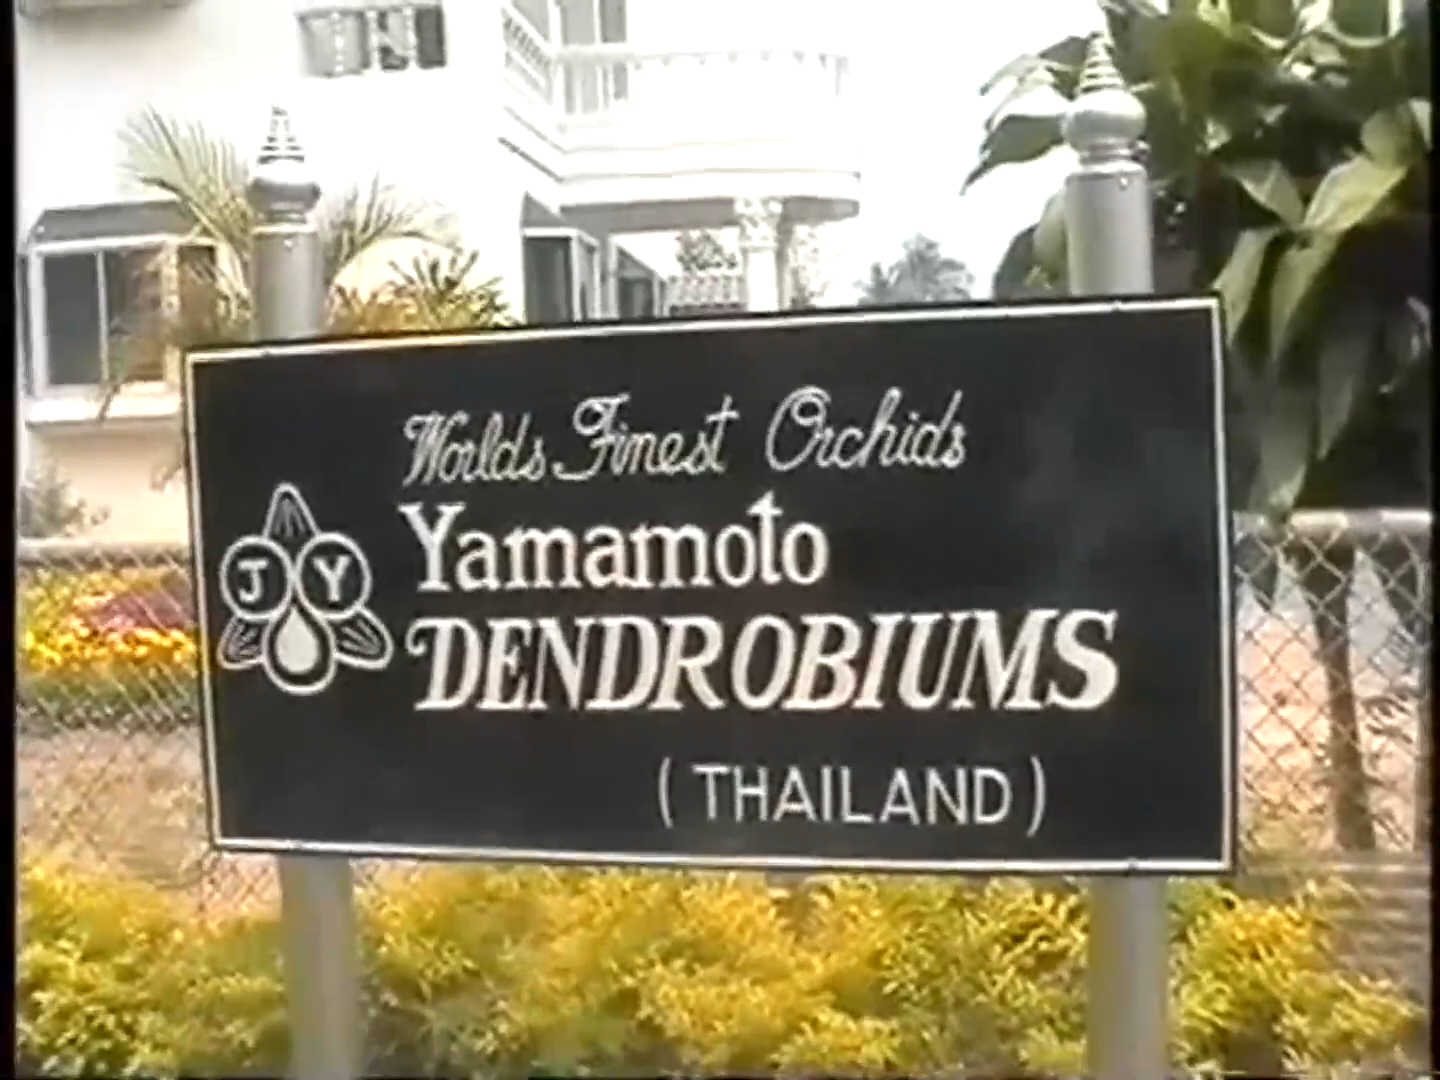 Worlds Finest Orchids
J Y
Yamamoto
DENDROBIUMS
(THAILAND)